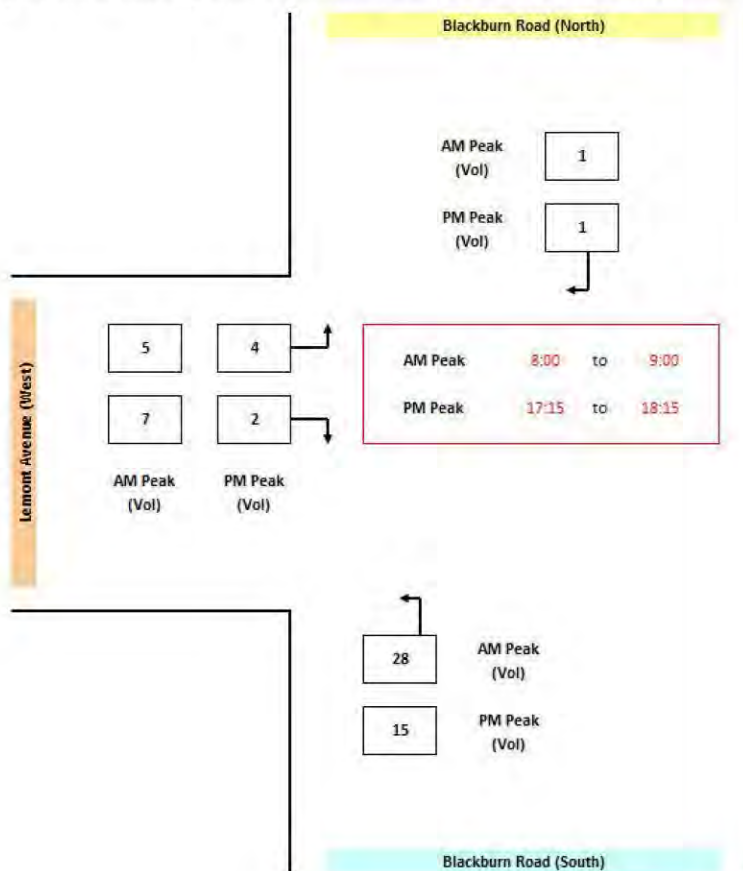 Blackburn Road (North)
AM Peak
(Vol)
1
PM Peak
(Vol)
1
Lemont Avenue (West)
5
4
7
2
AM Peak
(Vol)
PM Peak
(Vol)
AM Peak 8:00 to 9:00
PM Peak 17:15 to 18:15
28
AM Peak
(Vol)
15
PM Peak
(Vol)
Blackburn Road (South)